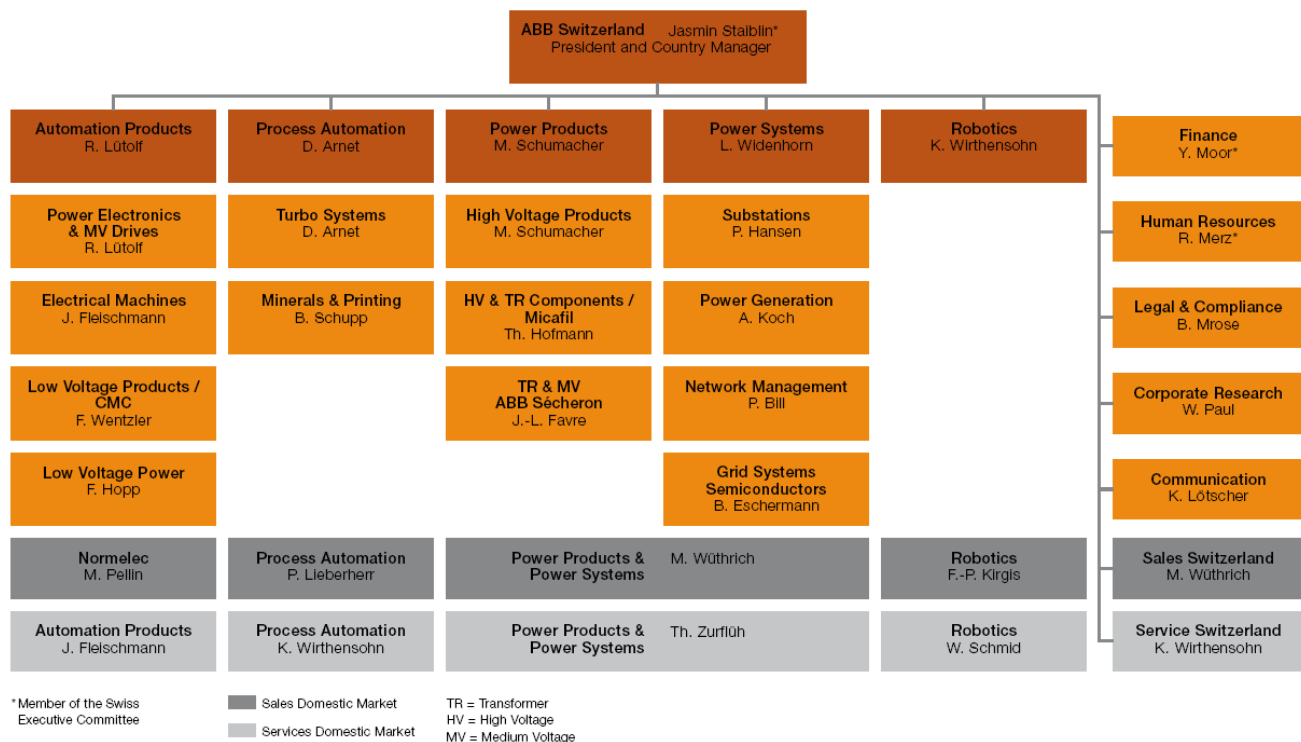 ABB Switzerland Jasmin Staiblin*
President and Country Manager
Automation Products
R. Lütolf
Process Automation
D. Arnet
Power Products
M. Schumacher
Power Systems
L. Widenhorn
Robotics
K. Wirthensohn
Finance
Y. Moor*
Power Electronics
& MV Drives
R. Lütolf
Turbo Systems
D. Arnet
High Voltage Products
M. Schumacher
Substations
P. Hansen
Human Resources
R. Merz*
Electrical Machines
J. Fleischmann
Minerals & Printing
B. Schupp
HV & TR Components /
Micafil
Th. Hofmann
Power Generation
A. Koch
Legal & Compliance
B. Mrose
Low Voltage Products /
CMC
F. Wentzler
TR & MV
ABB Sécheron
J.-L. Favre
Network Management
P. Bill
Corporate Research
W. Paul
Low Voltage Power
F. Hopp
Grid Systems
Semiconductors
B. Eschermann
Communication
K. Lötscher
Normelec
M. Pellin
Process Automation
P. Lieberherr
Power Products & M. Wüthrich
Power Systems
Robotics
F.-P. Kirgis
Sales Switzerland
M. Wüthrich
Automation Products
J. Fleischmann
Process Automation
K. Wirthensohn
Power Products & Th. Zurflüh
Power Systems
Robotics
W. Schmid
Service Switzerland
K. Wirthensohn
*Member of the Swiss
Executive Committee
Sales Domestic Market
Services Domestic Market
TR = Transformer
HV = High Voltage
MV = Medium Voltage